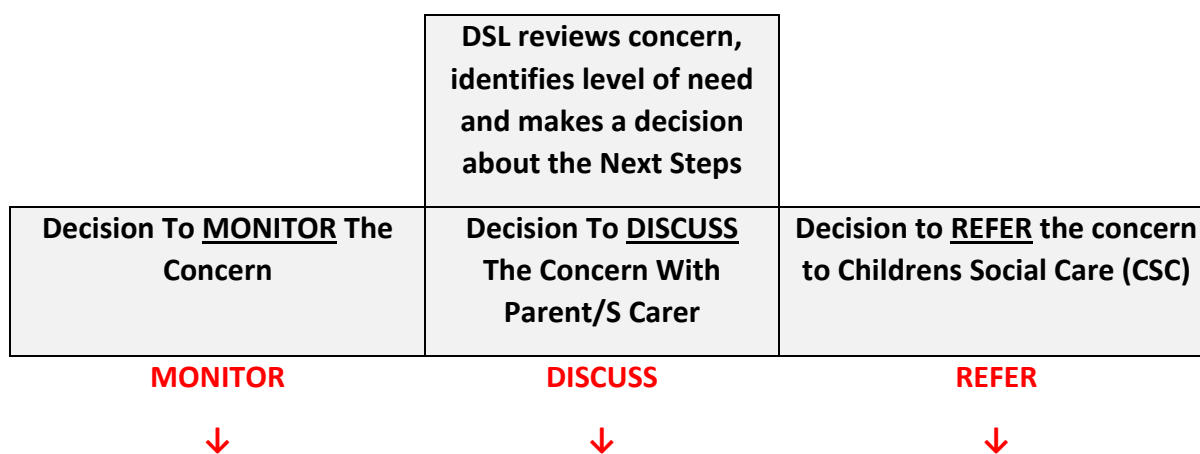 DSL reviews concern,
identifies level of need
and makes a decision
about the Next Steps
Decision To MONITOR The
Concern
Decision To DISCUSS
The Concern With
Parent/S Carer
Decision to REFER the concern
to Childrens Social Care (CSC)
MONITOR
DISCUSS
REFER
↓
↓
↓